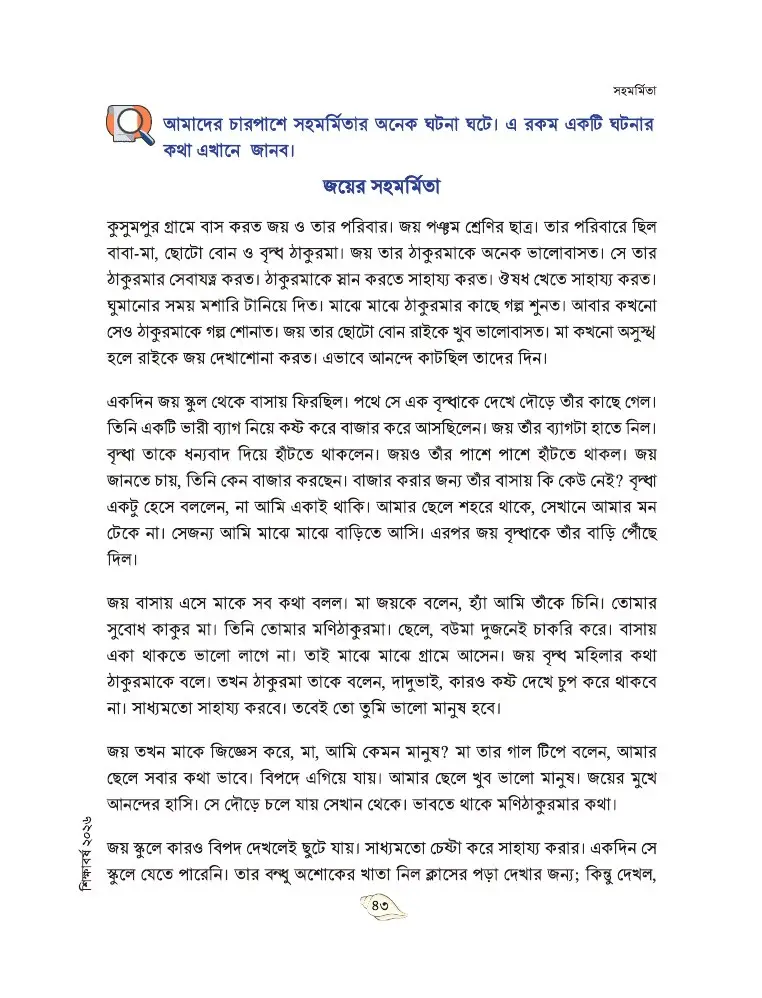 সহমর্মিতা
আমাদের চারপাশে সহমর্মিতার অনেক ঘটনা ঘটে। এ রকম একটি ঘটনার
কথা এখানে জানব।
জয়ের সহমর্মিতা
কুসুমপুর গ্রামে বাস করত জয় ও তার পরিবার। জয় পঞ্চম শ্রেণির ছাত্র। তার পরিবারে ছিল
বাবা-মা, ছোটো বোন ও বৃদ্ধ ঠাকুরমা। জয় তার ঠাকুরমাকে অনেক ভালোবাসত। সে তার
ঠাকুরমার সেবাযত্ন করত। ঠাকুরমাকে স্নান করতে সাহায্য করত। ঔষধ খেতে সাহায্য করত।
ঘুমানোর সময় মশারি টানিয়ে দিত। মাঝে মাঝে ঠাকুরমার কাছে গল্প শুনত। আবার কখনো
সেও ঠাকুরমাকে গল্প শোনাত। জয় তার ছোটো বোন রাইকে খুব ভালোবাসত। মা কখনো অসুস্থ
হলে রাইকে জয় দেখাশোনা করত। এভাবে আনন্দে কাটছিল তাদের দিন।
একদিন জয় স্কুল থেকে বাসায় ফিরছিল। পথে সে এক বৃদ্ধাকে দেখে দৌড়ে তাঁর কাছে গেল।
তিনি একটি ভারী ব্যাগ নিয়ে কষ্ট করে বাজার করে আসছিলেন। জয় তাঁর ব্যাগটা হাতে নিল।
বৃদ্ধা তাকে ধন্যবাদ দিয়ে হাঁটতে থাকলেন। জয়ও তাঁর পাশে পাশে হাঁটতে থাকল। জয়
জানতে চায়, তিনি কেন বাজার করছেন। বাজার করার জন্য তাঁর বাসায় কি কেউ নেই? বৃদ্ধা
একটু হেসে বললেন, না আমি একাই থাকি। আমার ছেলে শহরে থাকে, সেখানে আমার মন
টেকে না। সেজন্য আমি মাঝে মাঝে বাড়িতে আসি। এরপর জয় বৃদ্ধাকে তাঁর বাড়ি পৌঁছে
দিল।
জয় বাসায় এসে মাকে সব কথা বলল। মা জয়কে বলেন, হ্যাঁ আমি তাঁকে চিনি। তোমার
সুবোধ কাকুর মা। তিনি তোমার মণিঠাকুরমা। ছেলে, বউমা দুজনেই চাকরি করে। বাসায়
একা থাকতে ভালো লাগে না। তাই মাঝে মাঝে গ্রামে আসেন। জয় বৃদ্ধ মহিলার কথা
ঠাকুরমাকে বলে। তখন ঠাকুরমা তাকে বলেন, দাদুভাই, কারও কষ্ট দেখে চুপ করে থাকবে
না। সাধ্যমতো সাহায্য করবে। তবেই তো তুমি ভালো মানুষ হবে।
জয় তখন মাকে জিজ্ঞেস করে, মা, আমি কেমন মানুষ? মা তার গাল টিপে বলেন, আমার
ছেলে সবার কথা ভাবে। বিপদে এগিয়ে যায়। আমার ছেলে খুব ভালো মানুষ। জয়ের মুখে
আনন্দের হাসি। সে দৌড়ে চলে যায় সেখান থেকে। ভাবতে থাকে মণিঠাকুরমার কথা।
জয় স্কুলে কারও বিপদ দেখলেই ছুটে যায়। সাধ্যমতো চেষ্টা করে সাহায্য করার। একদিন সে
স্কুলে যেতে পারেনি। তার বন্ধু অশোকের খাতা নিল ক্লাসের পড়া দেখার জন্য; কিন্তু দেখল,
শিক্ষাবর্ষ ২০২৬
৪৩